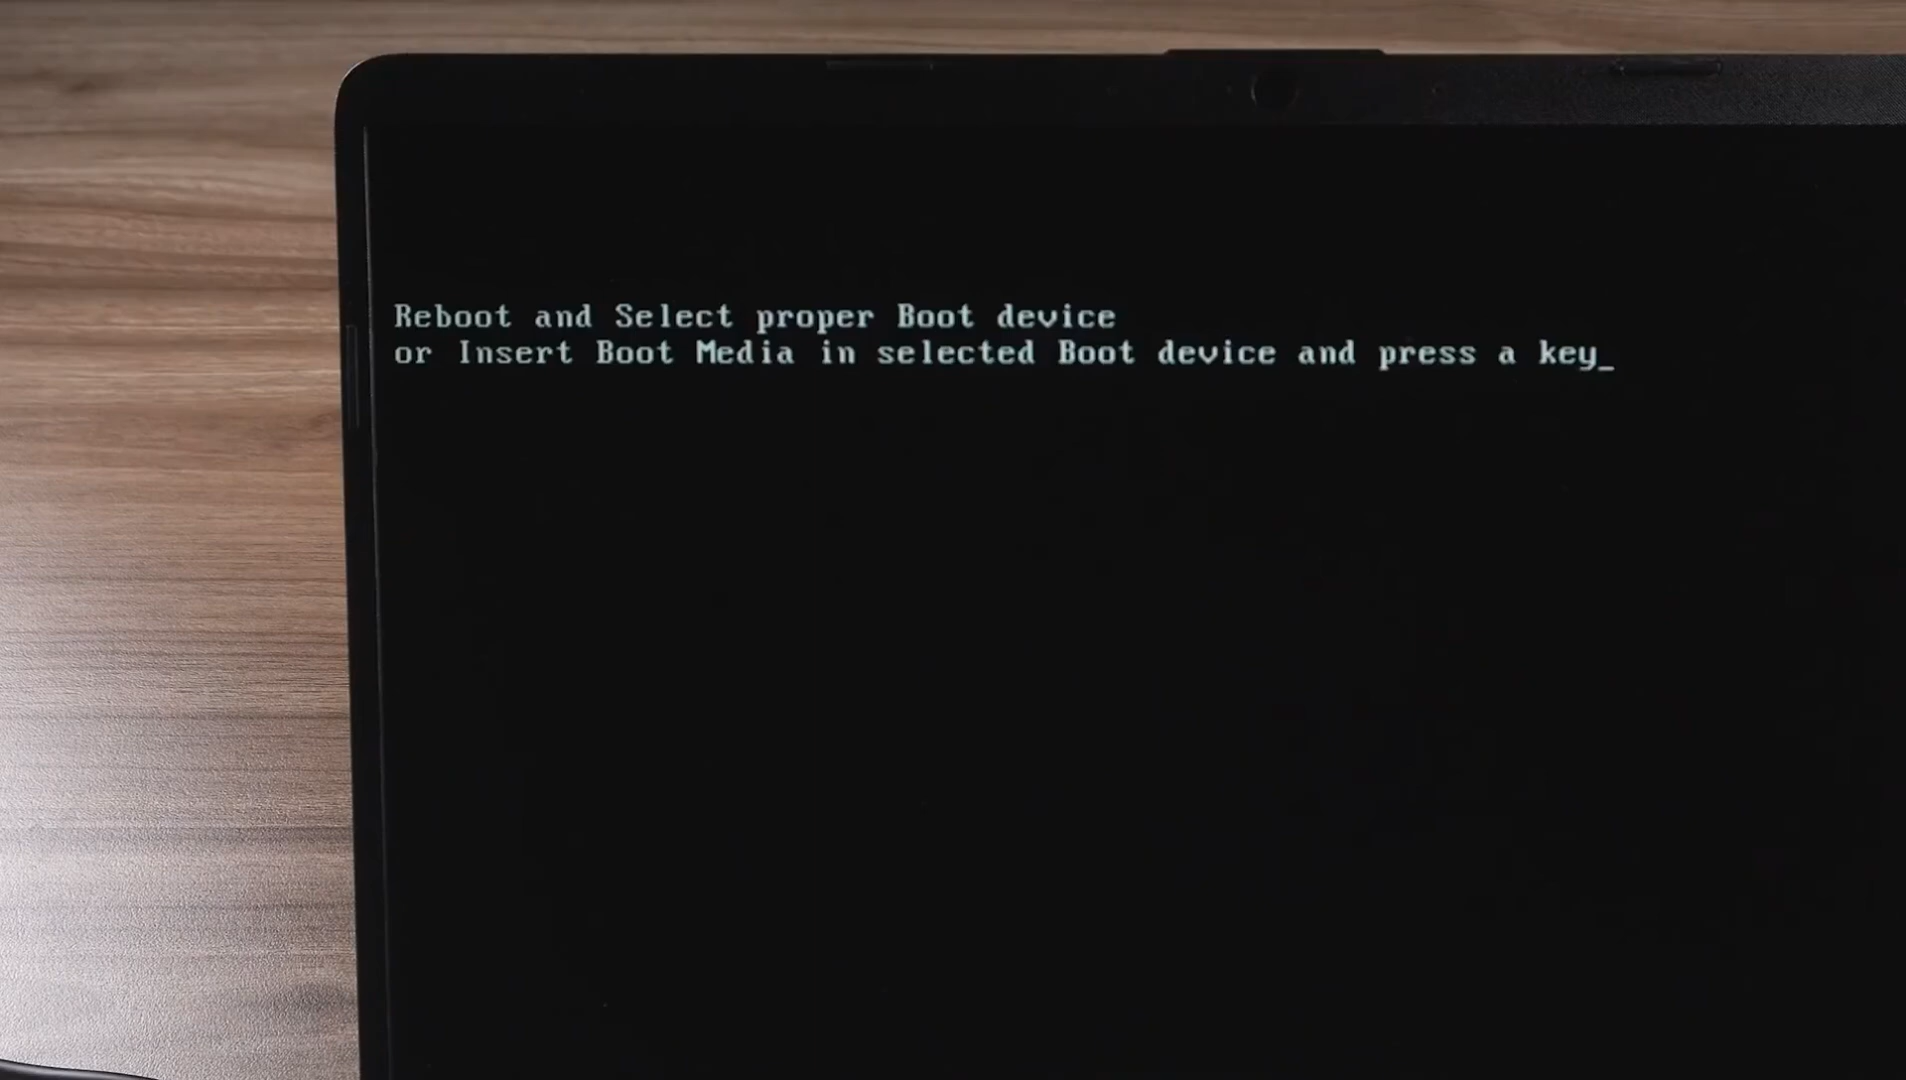 Reboot and Select proper Boot device
or Insert Boot Media in selected Boot device and press a key_